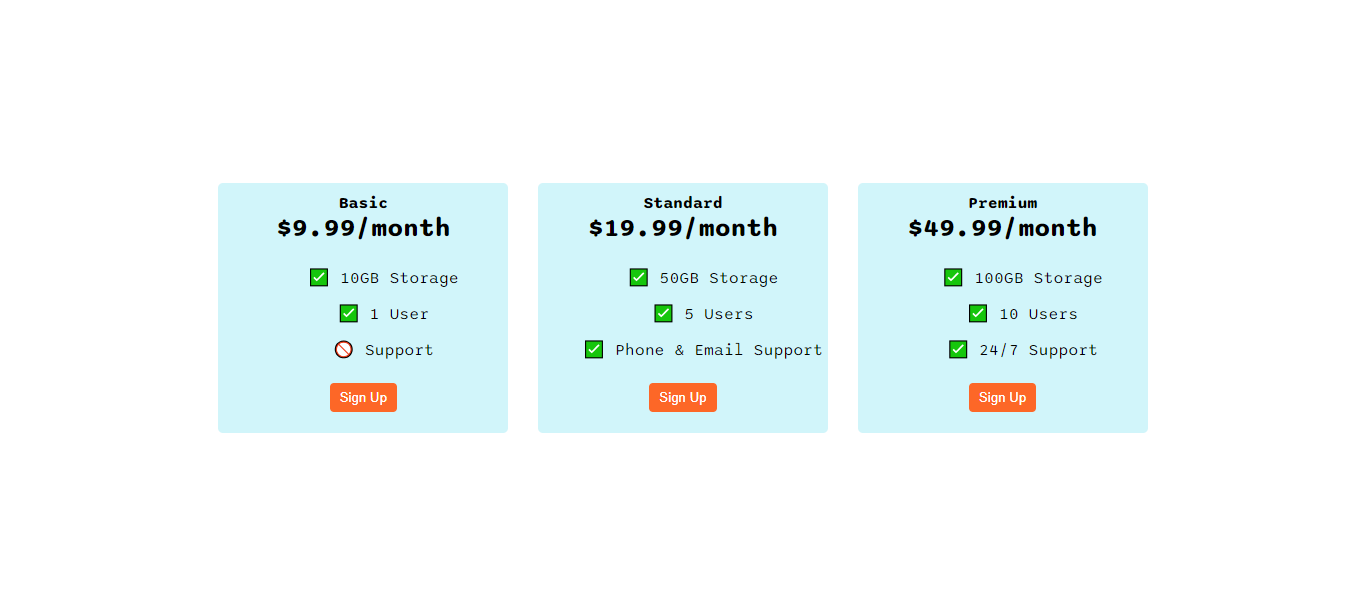 Basic
$9.99/month
✅ 10GB Storage
✅ 1 User
🚫 Support
Sign Up
Standard
$19.99/month
✅ 50GB Storage
✅ 5 Users
✅ Phone & Email Support
Sign Up
Premium
$49.99/month
✅ 100GB Storage
✅ 10 Users
✅ 24/7 Support
Sign Up